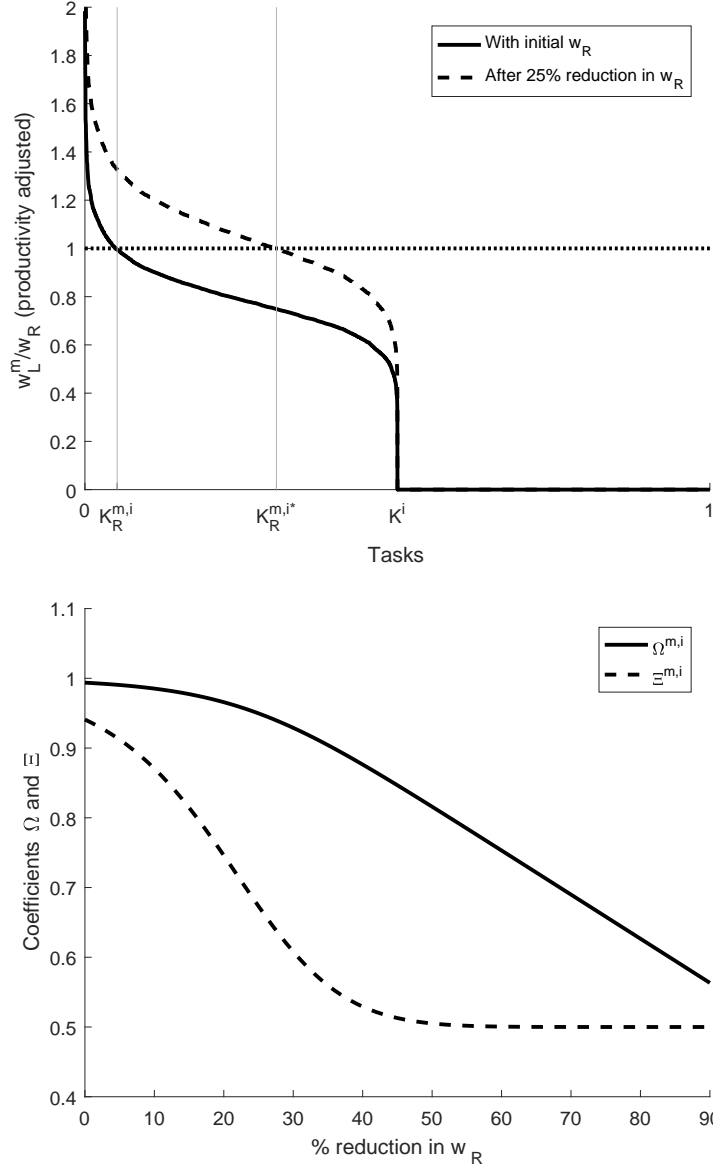 2
1.8
1.6
1.4
1.2
1
0.8
0.6
0.4
0.2
0
w_L^m/w_R (productivity adjusted)
With initial w_R
After 25% reduction in w_R
0 K_R^{m,i} K_R^{m,i*} K^i 1
Tasks
1.1
1
0.9
0.8
0.7
0.6
0.5
0.4
Coefficients Ω and Ξ
Ω^{m,i}
Ξ^{m,i}
0 10 20 30 40 50 60 70 80 90
% reduction in w_R